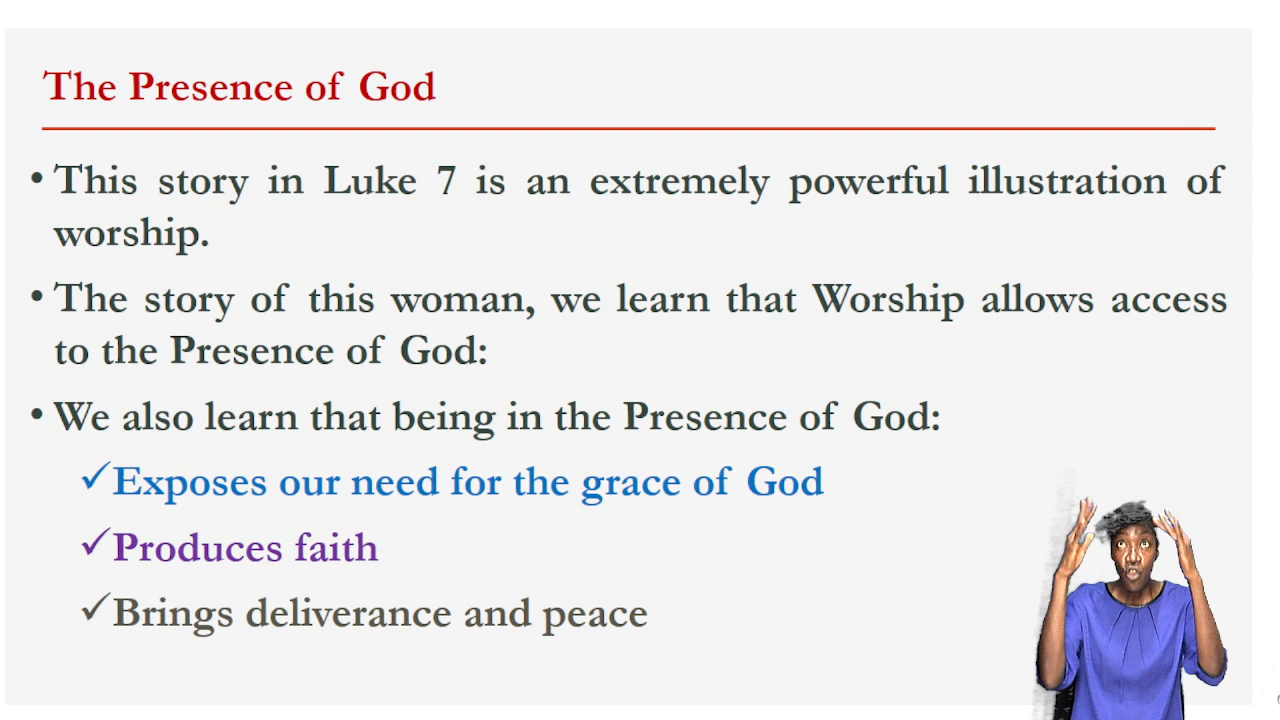 The Presence of God
• This story in Luke 7 is an extremely powerful illustration of
worship.
• The story of this woman, we learn that Worship allows access
to the Presence of God:
• We also learn that being in the Presence of God:
✓Exposes our need for the grace of God
✓Produces faith
✓Brings deliverance and peace